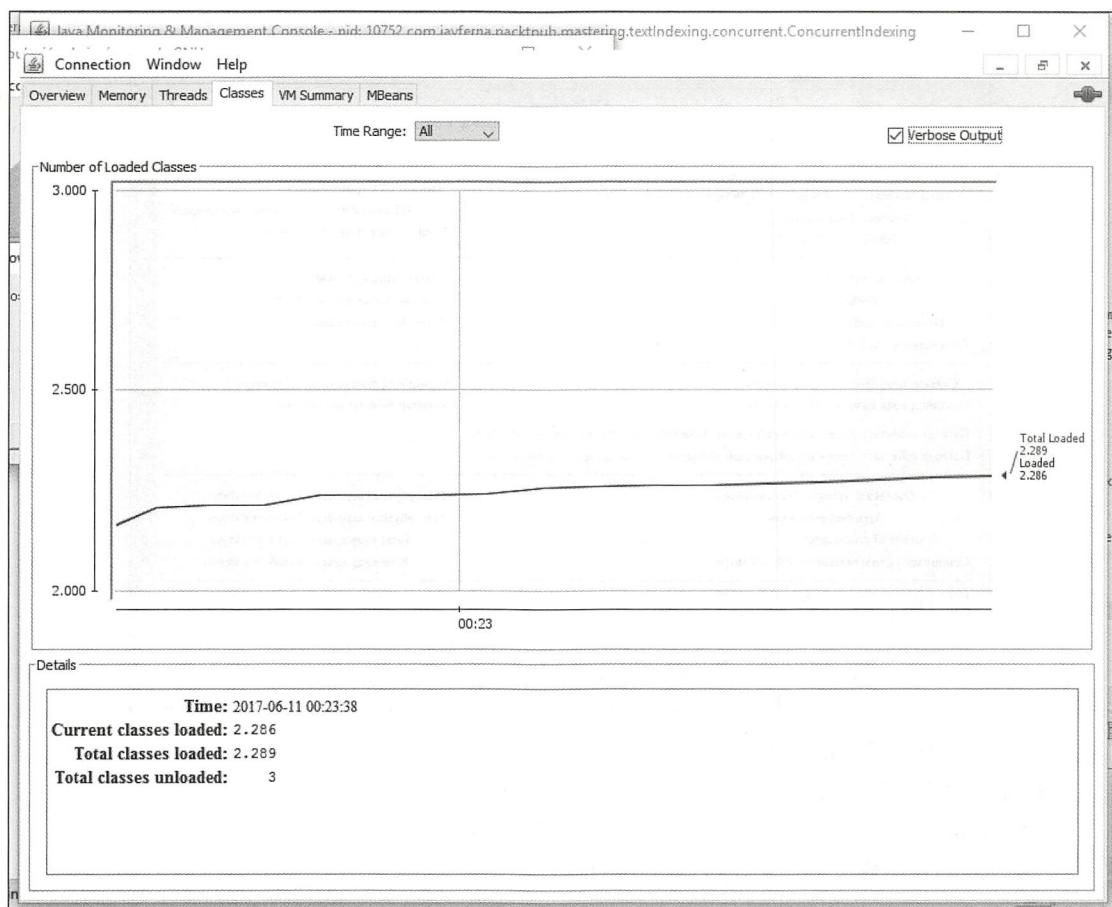 Java Monitoring & Management Console - pid: 10752 com.javferna.packtpub.mastering.textIndexing.concurrent.ConcurrentIndexing
Connection Window Help
Overview Memory Threads Classes VM Summary MBeans
Time Range: All
Verbose Output
Number of Loaded Classes
3.000
2.500
2.000
00:23
Total Loaded
2.289
Loaded
2.286
Details
Time: 2017-06-11 00:23:38
Current classes loaded: 2.286
Total classes loaded: 2.289
Total classes unloaded: 3